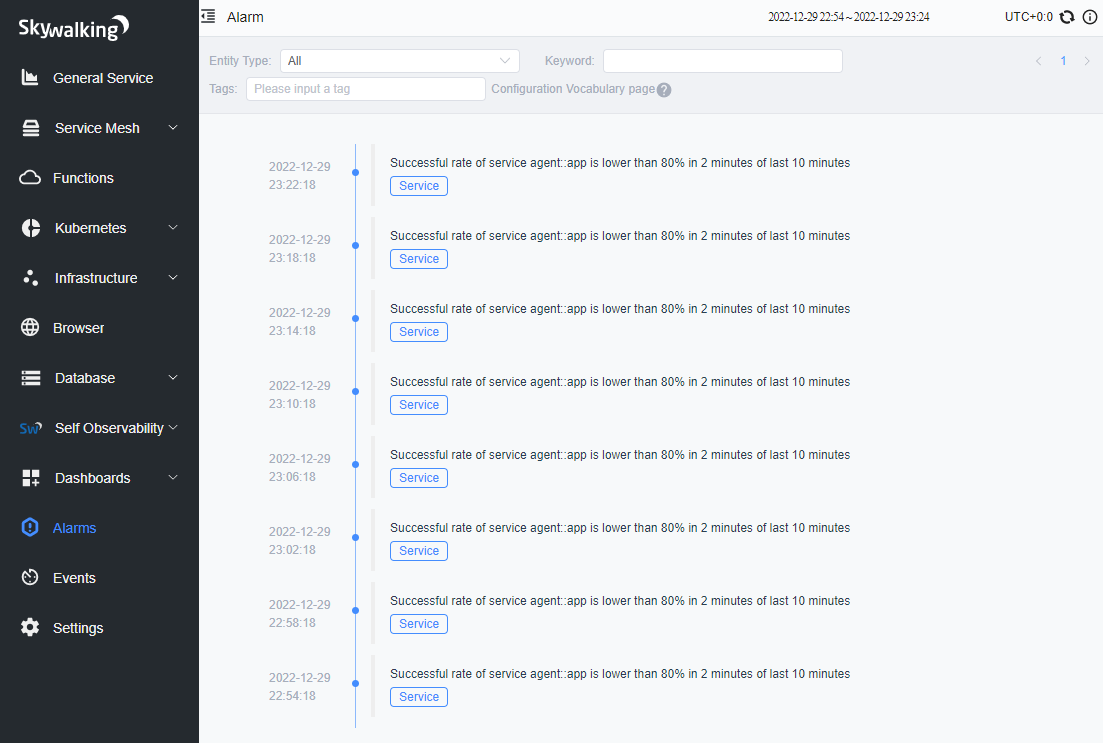 Skywalking
General Service
Service Mesh
Functions
Kubernetes
Infrastructure
Browser
Database
Sw Self Observability
Dashboards
Alarms
Events
Settings
Alarm 2022-12-29 22:54 ~ 2022-12-29 23:24 UTC+0:0
Entity Type: All Keyword: 1
Tags: Please input a tag Configuration Vocabulary page ?
2022-12-29 Successful rate of service agent::app is lower than 80% in 2 minutes of last 10 minutes
23:22:18 Service
2022-12-29 Successful rate of service agent::app is lower than 80% in 2 minutes of last 10 minutes
23:18:18 Service
2022-12-29 Successful rate of service agent::app is lower than 80% in 2 minutes of last 10 minutes
23:14:18 Service
2022-12-29 Successful rate of service agent::app is lower than 80% in 2 minutes of last 10 minutes
23:10:18 Service
2022-12-29 Successful rate of service agent::app is lower than 80% in 2 minutes of last 10 minutes
23:06:18 Service
2022-12-29 Successful rate of service agent::app is lower than 80% in 2 minutes of last 10 minutes
23:02:18 Service
2022-12-29 Successful rate of service agent::app is lower than 80% in 2 minutes of last 10 minutes
22:58:18 Service
2022-12-29 Successful rate of service agent::app is lower than 80% in 2 minutes of last 10 minutes
22:54:18 Service